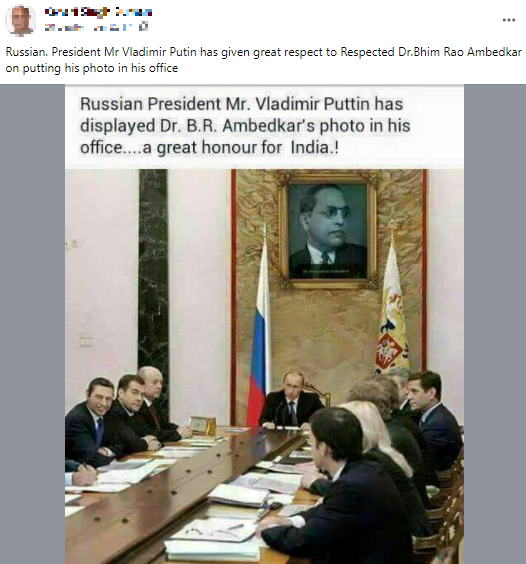 Russian. President Mr Vladimir Putin has given great respect to Respected Dr.Bhim Rao Ambedkar
on putting his photo in his office
Russian President Mr. Vladimir Puttin has
displayed Dr. B.R. Ambedkar's photo in his
office....a great honour for India.!